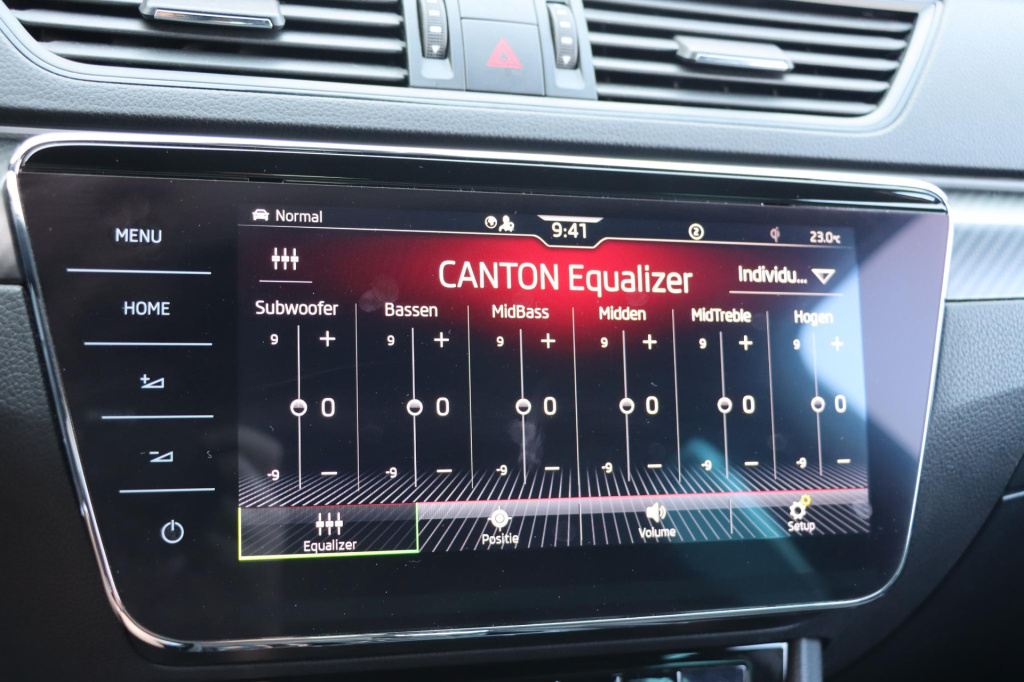 MENU
HOME
Normal
9:41
2
23.0°C
CANTON Equalizer
Individu...
Subwoofer Bassen MidBass Midden MidTreble Hogen
9 + 9 + 9 + 9 + 9 + 9 +
0 0 0 0 0 0
-9 – -9 – -9 – -9 – -9 – -9 –
Equalizer Positie Volume Setup